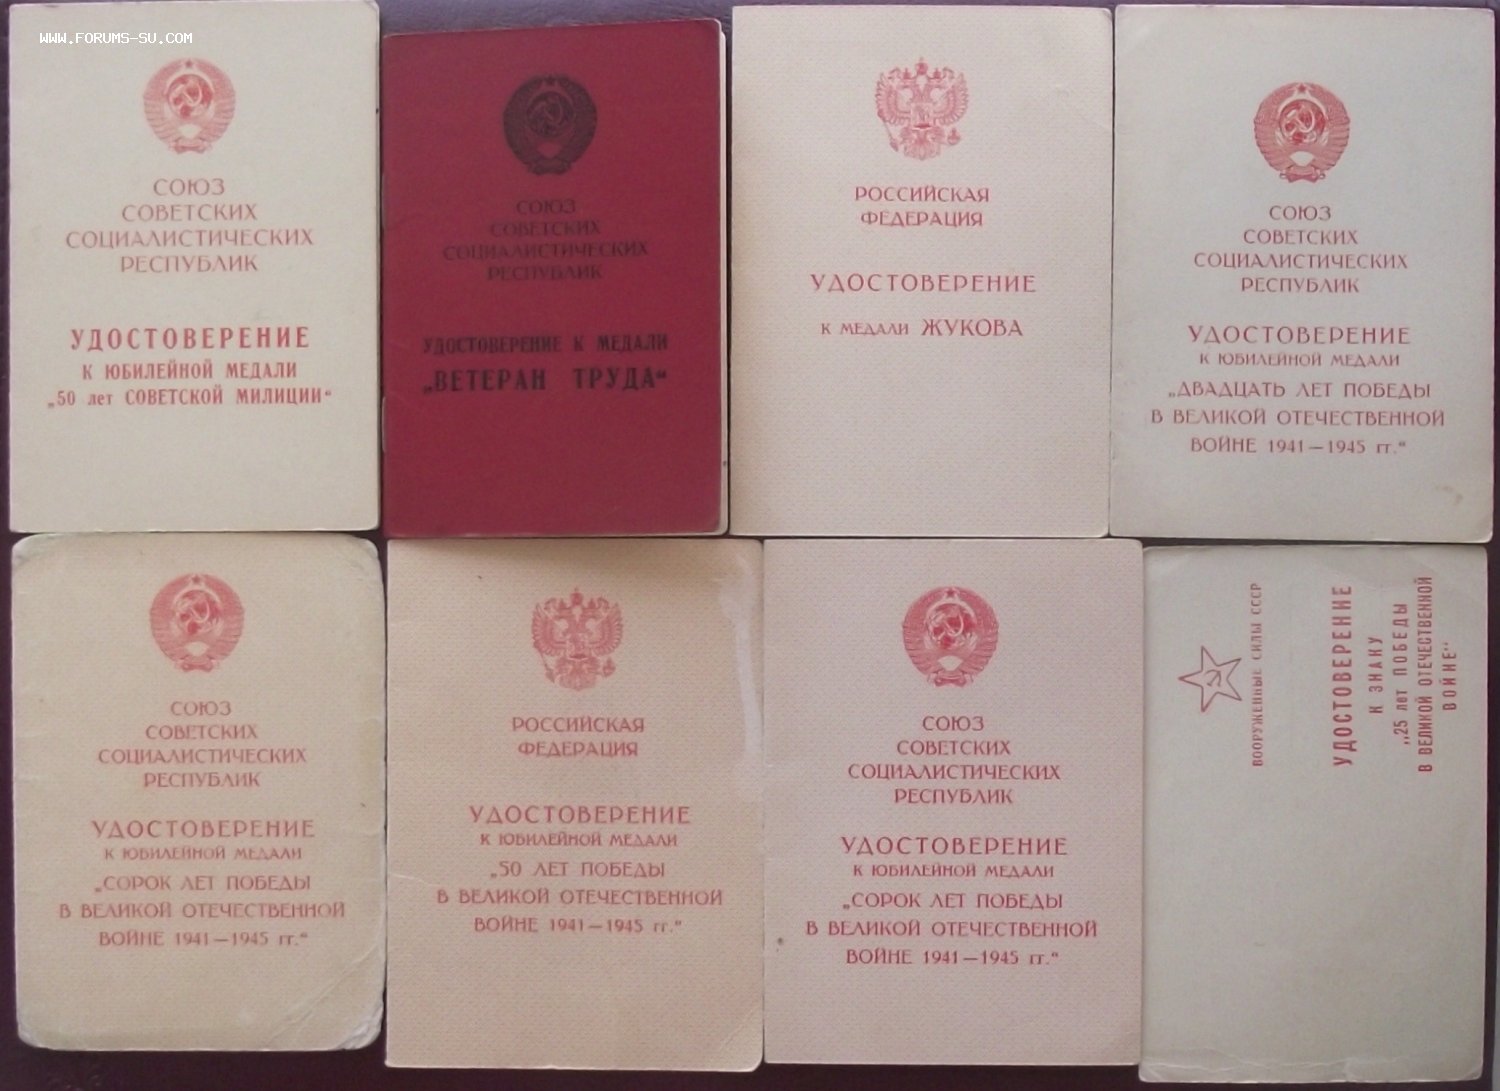 WWW.FORUMS-SU.COM
СОЮЗ
СОВЕТСКИХ
СОЦИАЛИСТИЧЕСКИХ
РЕСПУБЛИК
УДОСТОВЕРЕНИЕ
К ЮБИЛЕЙНОЙ МЕДАЛИ
„50 лет СОВЕТСКОЙ МИЛИЦИИ“
СОЮЗ
СОВЕТСКИХ
СОЦИАЛИСТИЧЕСКИХ
РЕСПУБЛИК
УДОСТОВЕРЕНИЕ К МЕДАЛИ
„ВЕТЕРАН ТРУДА“
РОССИЙСКАЯ
ФЕДЕРАЦИЯ
УДОСТОВЕРЕНИЕ
К МЕДАЛИ ЖУКОВА
СОЮЗ
СОВЕТСКИХ
СОЦИАЛИСТИЧЕСКИХ
РЕСПУБЛИК
УДОСТОВЕРЕНИЕ
К ЮБИЛЕЙНОЙ МЕДАЛИ
„ДВАДЦАТЬ ЛЕТ ПОБЕДЫ
В ВЕЛИКОЙ ОТЕЧЕСТВЕННОЙ
ВОЙНЕ 1941—1945 гг.“
СОЮЗ
СОВЕТСКИХ
СОЦИАЛИСТИЧЕСКИХ
РЕСПУБЛИК
УДОСТОВЕРЕНИЕ
К ЮБИЛЕЙНОЙ МЕДАЛИ
„СОРОК ЛЕТ ПОБЕДЫ
В ВЕЛИКОЙ ОТЕЧЕСТВЕННОЙ
ВОЙНЕ 1941—1945 гг.“
РОССИЙСКАЯ
ФЕДЕРАЦИЯ
УДОСТОВЕРЕНИЕ
К ЮБИЛЕЙНОЙ МЕДАЛИ
„50 ЛЕТ ПОБЕДЫ
В ВЕЛИКОЙ ОТЕЧЕСТВЕННОЙ
ВОЙНЕ 1941—1945 гг.“
СОЮЗ
СОВЕТСКИХ
СОЦИАЛИСТИЧЕСКИХ
РЕСПУБЛИК
УДОСТОВЕРЕНИЕ
К ЮБИЛЕЙНОЙ МЕДАЛИ
„СОРОК ЛЕТ ПОБЕДЫ
В ВЕЛИКОЙ ОТЕЧЕСТВЕННОЙ
ВОЙНЕ 1941—1945 гг.“
ВООРУЖЕННЫЕ СИЛЫ СССР
УДОСТОВЕРЕНИЕ
К ЗНАКУ
„25 лет ПОБЕДЫ
В ВЕЛИКОЙ ОТЕЧЕСТВЕННОЙ
ВОЙНЕ“